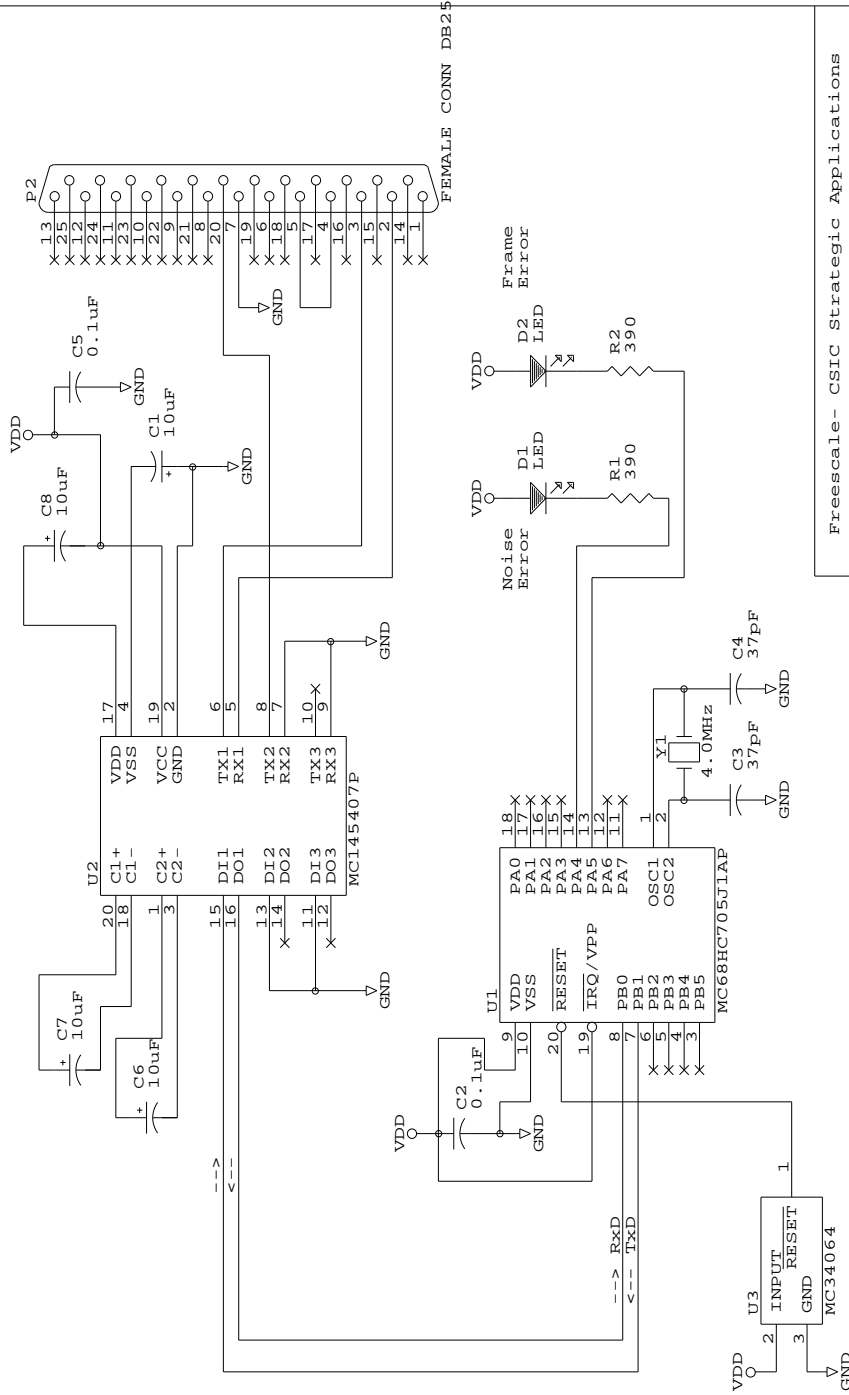 P2
FEMALE CONN DB25
13
25
12
24
11
23
10
22
9
21
8
20
7
19
6
18
5
17
4
16
3
15
2
14
1
GND
VDD
C5
0.1uF
GND
C8
10uF
C1
10uF
GND
17
4
19
2
6
5
8
7
10
9
GND
U2
VDD
VSS
VCC
GND
TX1
RX1
TX2
RX2
TX3
RX3
C1+
C1-
C2+
C2-
DI1
DO1
DI2
DO2
DI3
DO3
MC145407P
20
18
1
3
15
16
13
14
11
12
GND
C7
10uF
C6
10uF
-->
<--
Frame
Error
Noise
Error
VDD
D2
LED
R2
390
VDD
D1
LED
R1
390
18
17
16
15
14
13
12
11
1
2
Y1
4.0MHz
C4
37pF
GND
C3
37pF
GND
U1
PA0
PA1
PA2
PA3
PA4
PA5
PA6
PA7
OSC1
OSC2
VDD
VSS
RESET
IRQ/VPP
PB0
PB1
PB2
PB3
PB4
PB5
MC68HC705J1AP
9
10
20
19
8
7
6
5
4
3
VDD
C2
0.1uF
GND
--> RxD
<-- TxD
U3
INPUT
RESET
GND
MC34064
1
2
3
VDD
GND
Freescale- CSIC Strategic Applications